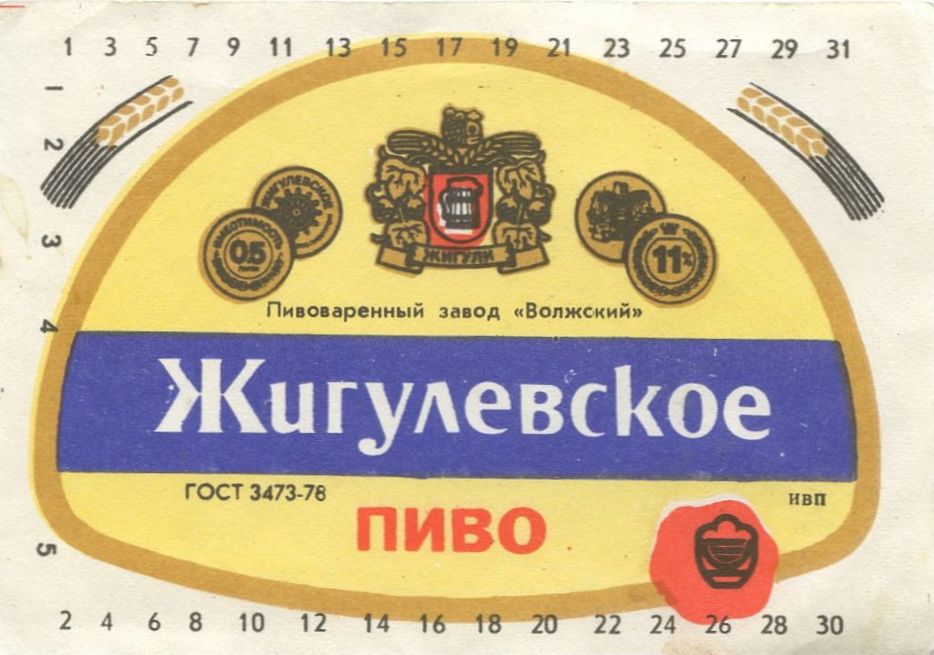 1 3 5 7 9 11 13 15 17 19 21 23 25 27 29 31
1
2
3
4
5
ЖИГУЛЕВСКОЕ
ВМЕСТИМОСТЬ
0.5
ЖИГУЛИ
11%
Пивоваренный завод «Волжский»
Жигулевское
ГОСТ 3473-78
ИВП
ПИВО
2 4 6 8 10 12 14 16 18 20 22 24 26 28 30